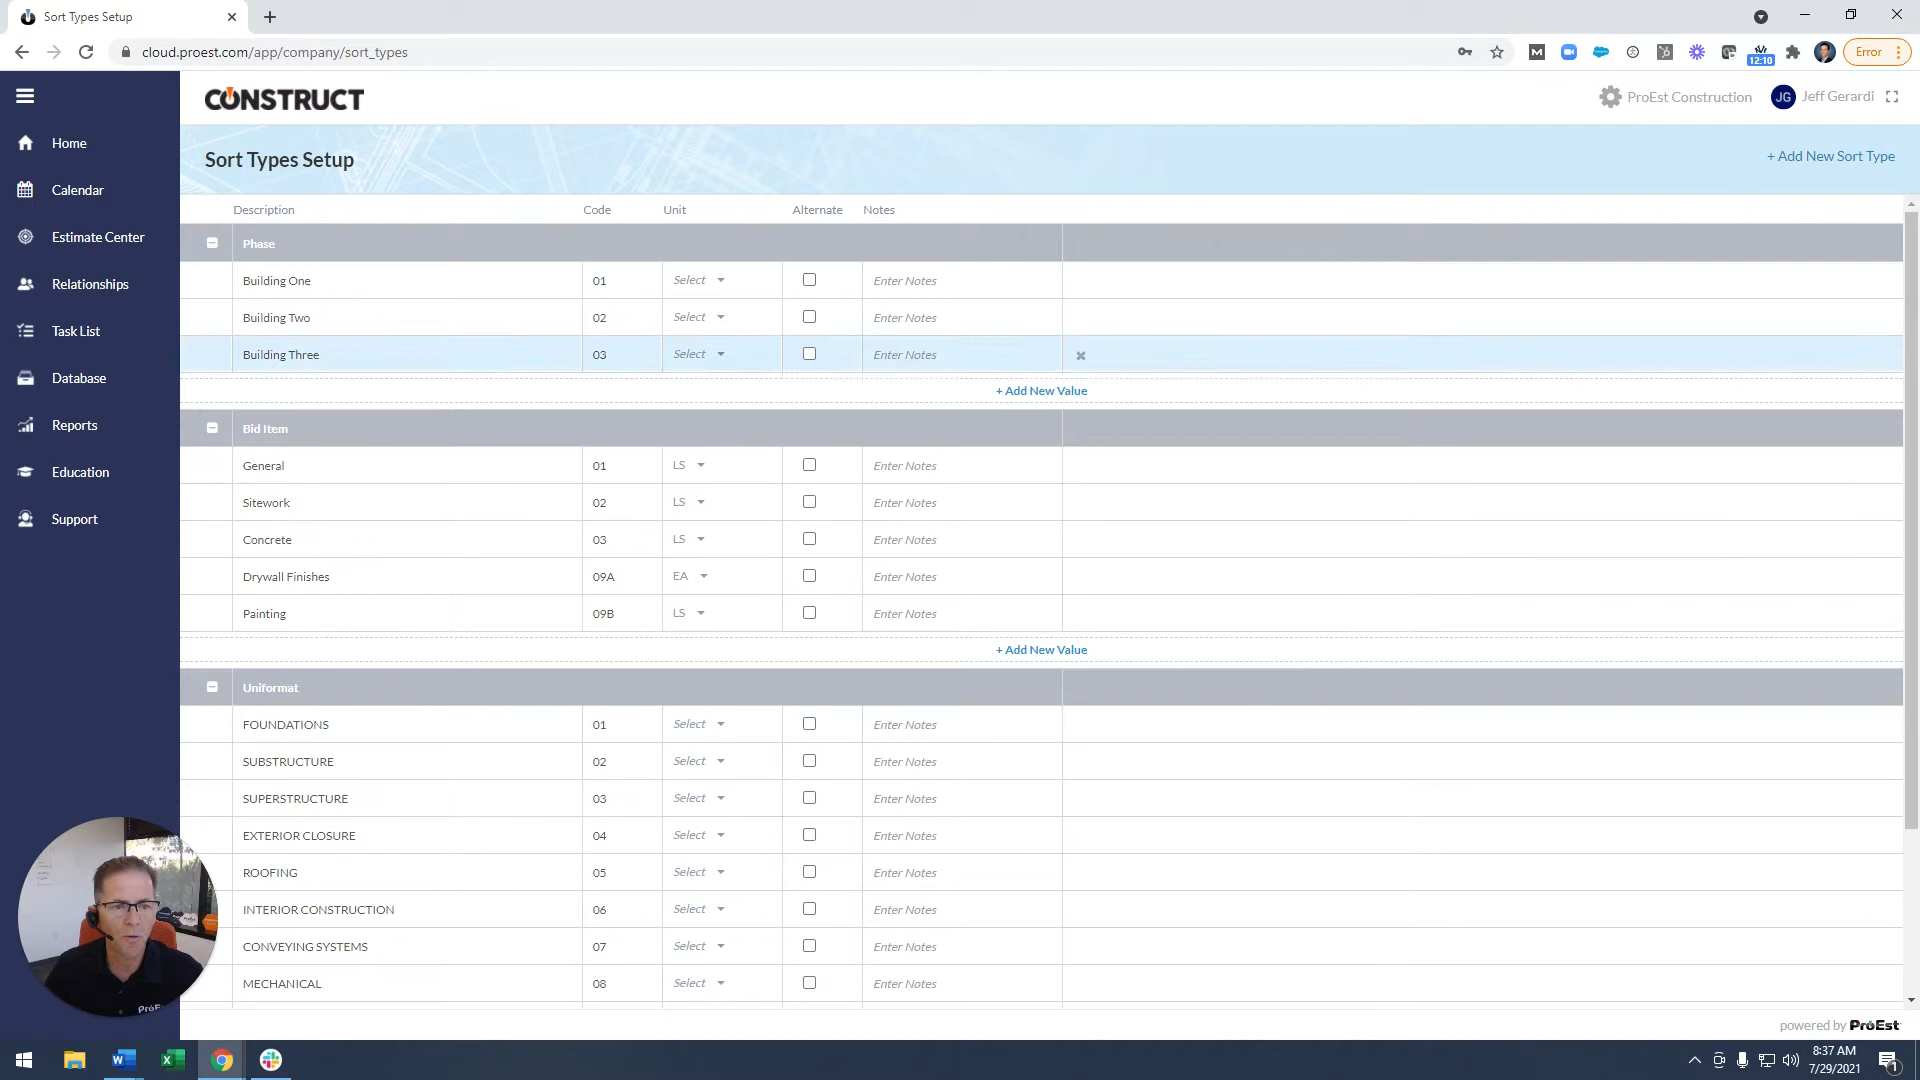 Sort Types Setup
cloud.proest.com/app/company/sort_types
12:10
Error
CONSTRUCT
ProEst Construction
JG
Jeff Gerardi
Home
Calendar
Estimate Center
Relationships
Task List
Database
Reports
Education
Support
Sort Types Setup
+ Add New Sort Type
Description Code Unit Alternate Notes
Phase
Building One 01 Select Enter Notes
Building Two 02 Select Enter Notes
Building Three 03 Select Enter Notes
+ Add New Value
Bid Item
General 01 LS Enter Notes
Sitework 02 LS Enter Notes
Concrete 03 LS Enter Notes
Drywall Finishes 09A EA Enter Notes
Painting 09B LS Enter Notes
+ Add New Value
Uniformat
FOUNDATIONS 01 Select Enter Notes
SUBSTRUCTURE 02 Select Enter Notes
SUPERSTRUCTURE 03 Select Enter Notes
EXTERIOR CLOSURE 04 Select Enter Notes
ROOFING 05 Select Enter Notes
INTERIOR CONSTRUCTION 06 Select Enter Notes
CONVEYING SYSTEMS 07 Select Enter Notes
MECHANICAL 08 Select Enter Notes
powered by ProEst
8:37 AM
7/29/2021
1